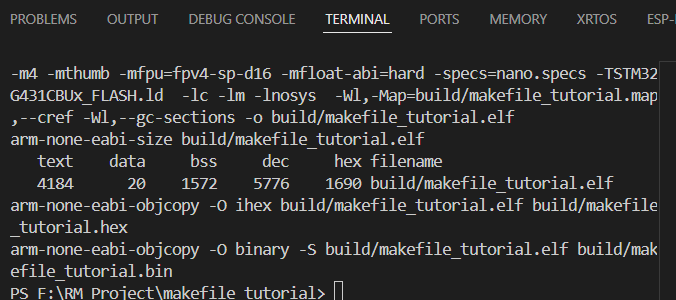 PROBLEMS OUTPUT DEBUG CONSOLE TERMINAL PORTS MEMORY XRTOS ESP-I
-m4 -mthumb -mfpu=fpv4-sp-d16 -mfloat-abi=hard -specs=nano.specs -TSTM32
G431CBUx_FLASH.ld  -lc -lm -lnosys  -Wl,-Map=build/makefile_tutorial.map
,--cref -Wl,--gc-sections -o build/makefile_tutorial.elf
arm-none-eabi-size build/makefile_tutorial.elf
   text    data     bss     dec     hex filename
   4184      20    1572    5776    1690 build/makefile_tutorial.elf
arm-none-eabi-objcopy -O ihex build/makefile_tutorial.elf build/makefile
_tutorial.hex
arm-none-eabi-objcopy -O binary -S build/makefile_tutorial.elf build/mak
efile_tutorial.bin
PS F:\RM_Project\makefile_tutorial>